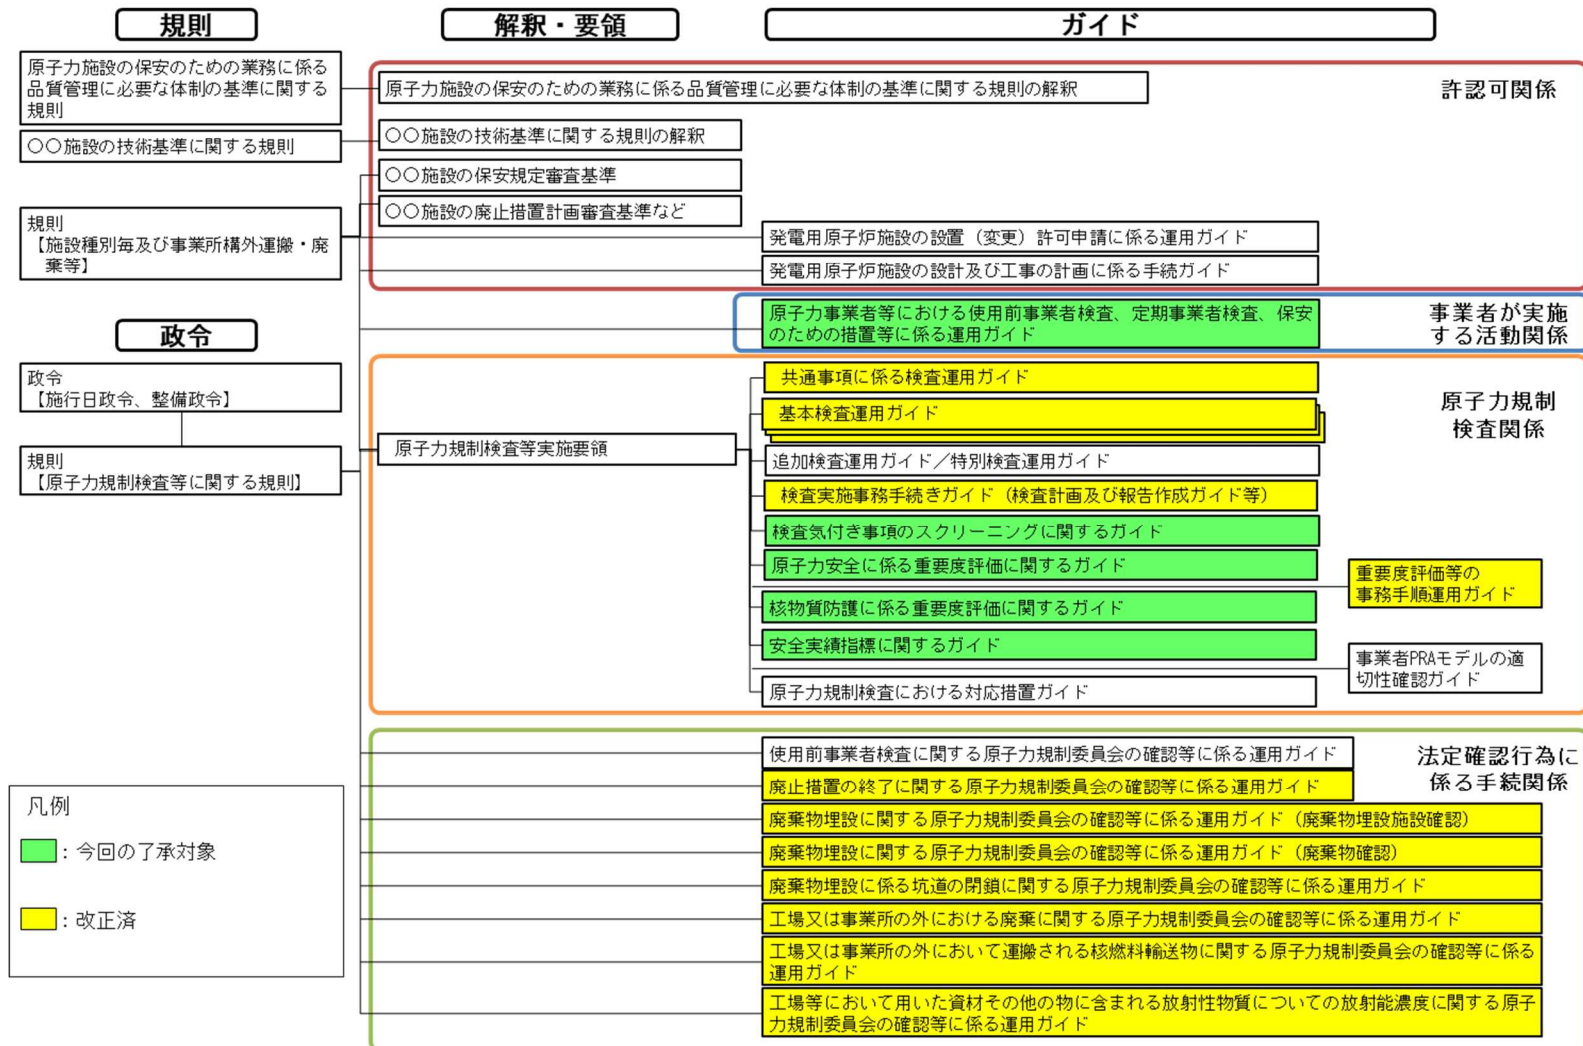 規則
解釈・要領
ガイド
原子力施設の保安のための業務に係る
品質管理に必要な体制の基準に関する
規則
原子力施設の保安のための業務に係る品質管理に必要な体制の基準に関する規則の解釈
許認可関係
〇〇施設の技術基準に関する規則
〇〇施設の技術基準に関する規則の解釈
〇〇施設の保安規定審査基準
〇〇施設の廃止措置計画審査基準など
規則
【施設種別毎及び事業所構外運搬・廃
棄等】
発電用原子炉施設の設置（変更）許可申請に係る運用ガイド
発電用原子炉施設の設計及び工事の計画に係る手続ガイド
原子力事業者等における使用前事業者検査、定期事業者検査、保安
のための措置等に係る運用ガイド
事業者が実施
する活動関係
政令
政令
【施行日政令、整備政令】
規則
【原子力規制検査等に関する規則】
原子力規制検査等実施要領
共通事項に係る検査運用ガイド
基本検査運用ガイド
原子力規制
検査関係
追加検査運用ガイド／特別検査運用ガイド
検査実施事務手続きガイド（検査計画及び報告作成ガイド等）
検査気付き事項のスクリーニングに関するガイド
原子力安全に係る重要度評価に関するガイド
重要度評価等の
事務手順運用ガイド
核物質防護に係る重要度評価に関するガイド
安全実績指標に関するガイド
事業者PRAモデルの適
切性確認ガイド
原子力規制検査における対応措置ガイド
使用前事業者検査に関する原子力規制委員会の確認等に係る運用ガイド
法定確認行為に
係る手続関係
廃止措置の終了に関する原子力規制委員会の確認等に係る運用ガイド
廃棄物埋設に関する原子力規制委員会の確認等に係る運用ガイド（廃棄物埋設施設確認）
廃棄物埋設に関する原子力規制委員会の確認等に係る運用ガイド（廃棄物確認）
廃棄物埋設に係る坑道の閉鎖に関する原子力規制委員会の確認等に係る運用ガイド
工場又は事業所の外における廃棄に関する原子力規制委員会の確認等に係る運用ガイド
工場又は事業所の外において運搬される核燃料輸送物に関する原子力規制委員会の確認等に係る
運用ガイド
工場等において用いた資材その他の物に含まれる放射性物質についての放射能濃度に関する原子
力規制委員会の確認等に係る運用ガイド
凡例
：今回の了承対象
：改正済